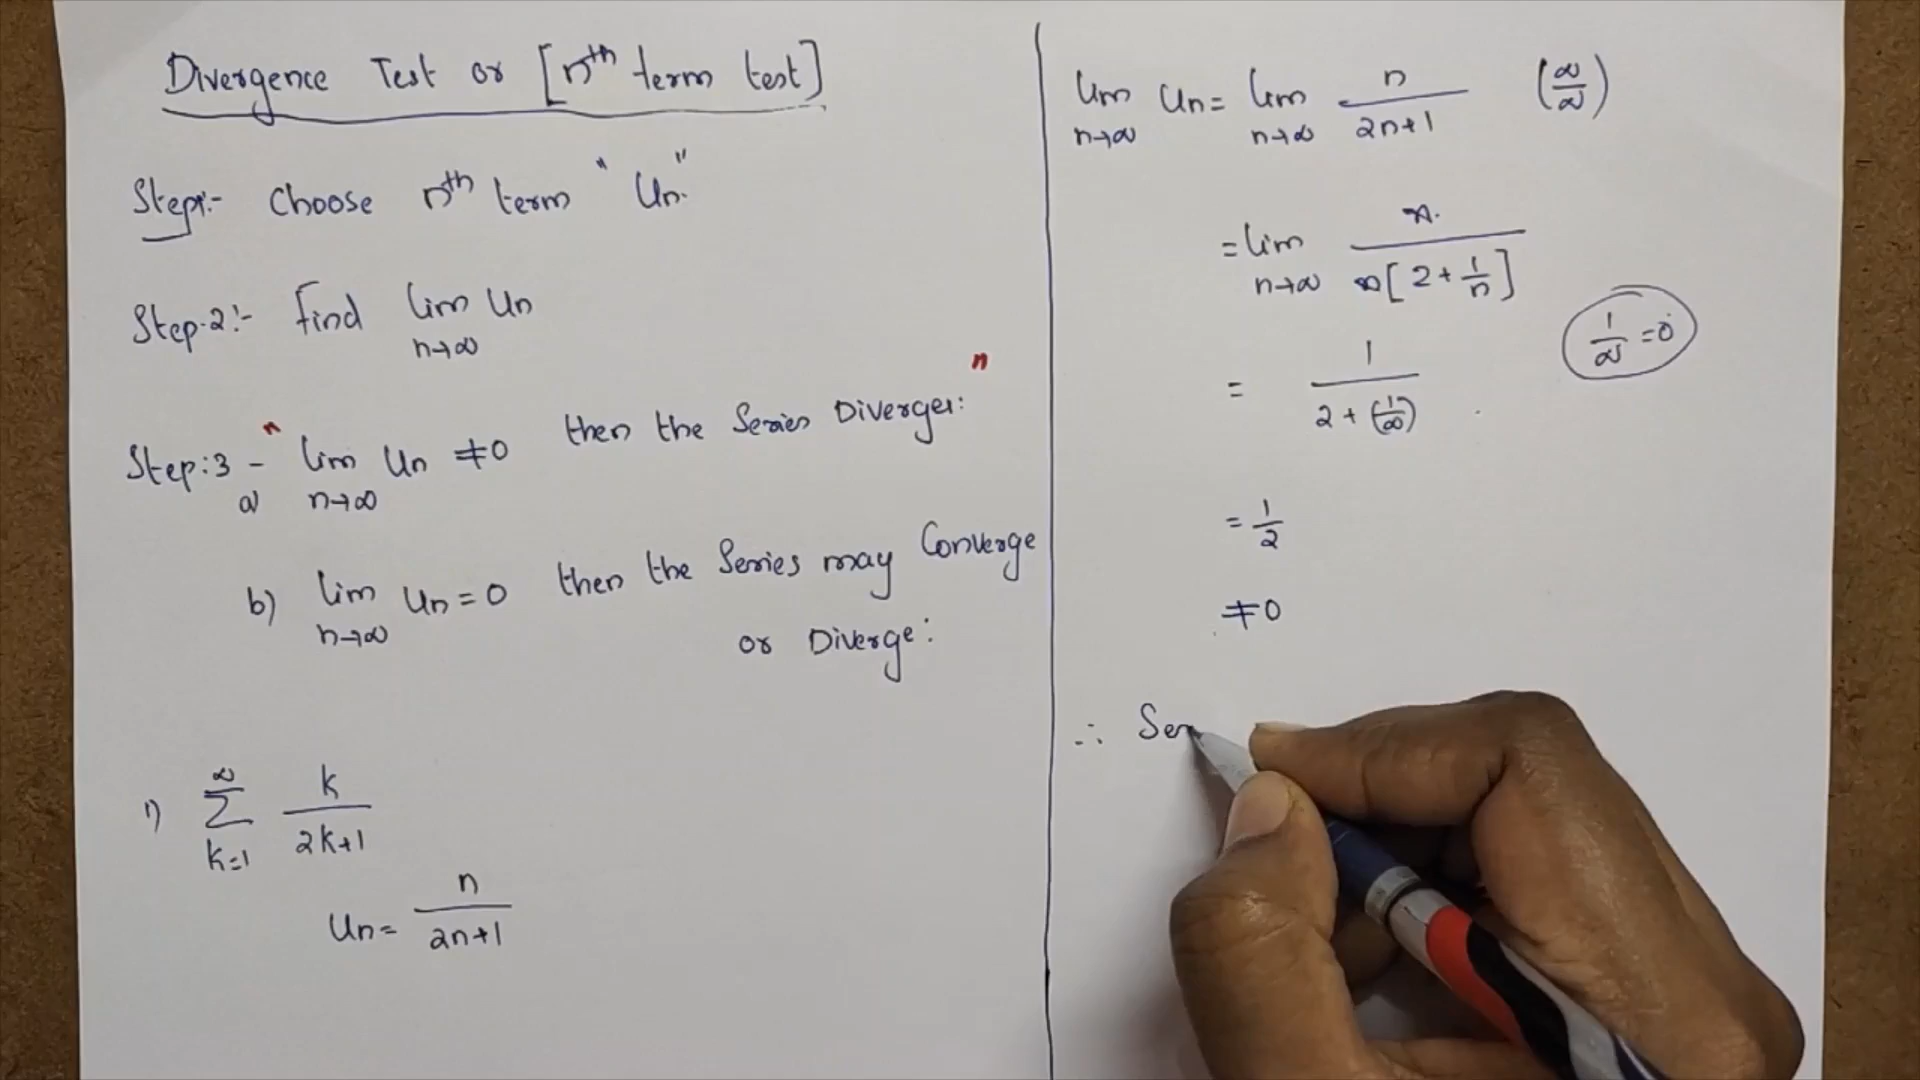 Divergence Test or [nth term test]
Step1:- Choose nth term "Un"
Step.2:- Find lim Un
n→∞
Step:3 - " lim Un ≠0 then the Series Diverges: "
a) n→∞
b) lim Un = 0 then the Series may Converge
n→∞ or Diverge:
1) ∞ Σ k=1 k/2k+1
Un = n/2n+1
lim n→∞ Un = lim n→∞ n/2n+1 (∞/∞)
= lim n→∞ n/n[2+1/n]
= 1/2+(1/∞)
1/∞ = 0
= 1/2
≠0
∴ Ser